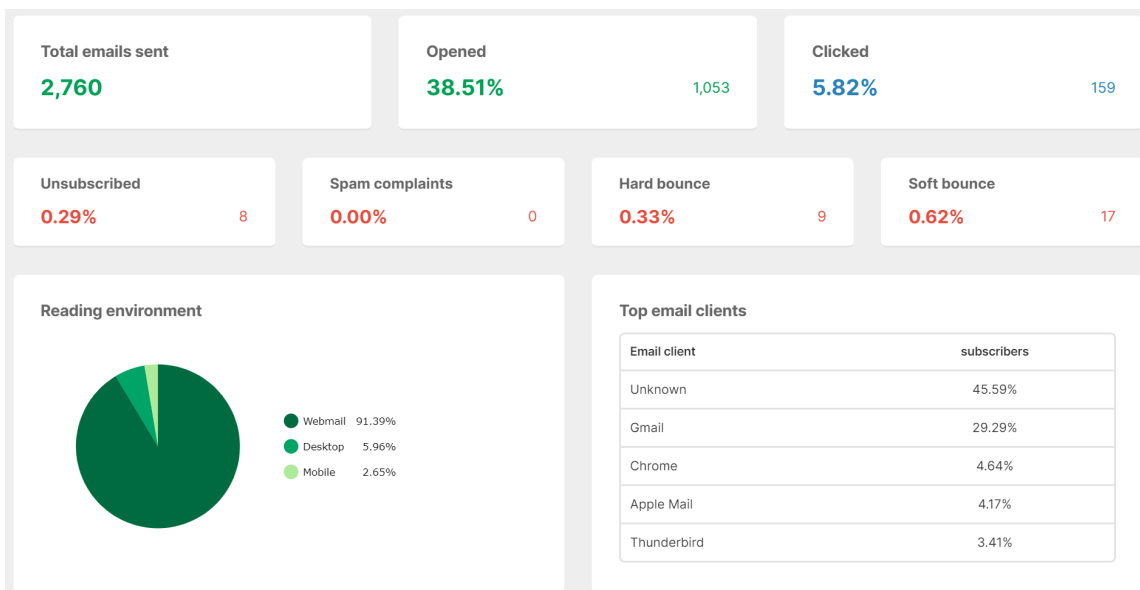 Total emails sent
2,760
Opened
38.51% 1,053
Clicked
5.82% 159
Unsubscribed
0.29% 8
Spam complaints
0.00% 0
Hard bounce
0.33% 9
Soft bounce
0.62% 17
Reading environment
Webmail 91.39%
Desktop 5.96%
Mobile 2.65%
Top email clients
Email client subscribers
Unknown 45.59%
Gmail 29.29%
Chrome 4.64%
Apple Mail 4.17%
Thunderbird 3.41%